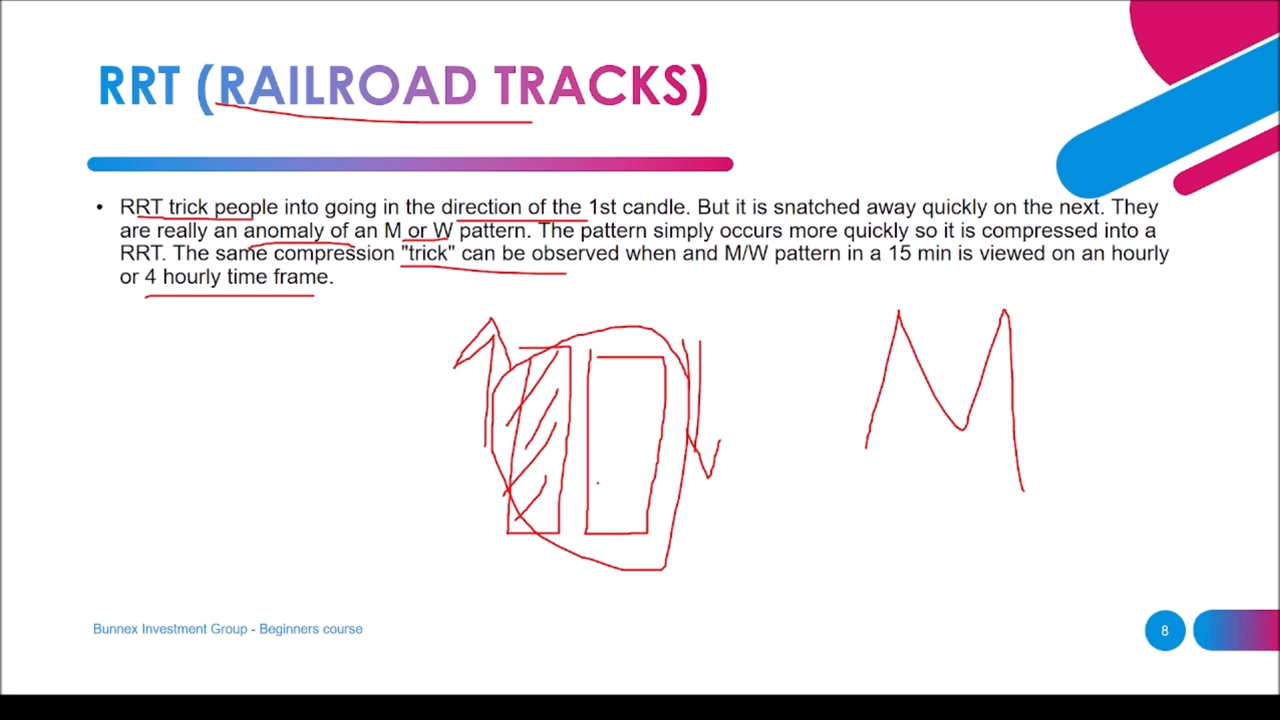 RRT (RAILROAD TRACKS)
• RRT trick people into going in the direction of the 1st candle. But it is snatched away quickly on the next. They
are really an anomaly of an M or W pattern. The pattern simply occurs more quickly so it is compressed into a
RRT. The same compression "trick" can be observed when and M/W pattern in a 15 min is viewed on an hourly
or 4 hourly time frame.
M
Bunnex Investment Group - Beginners course
8